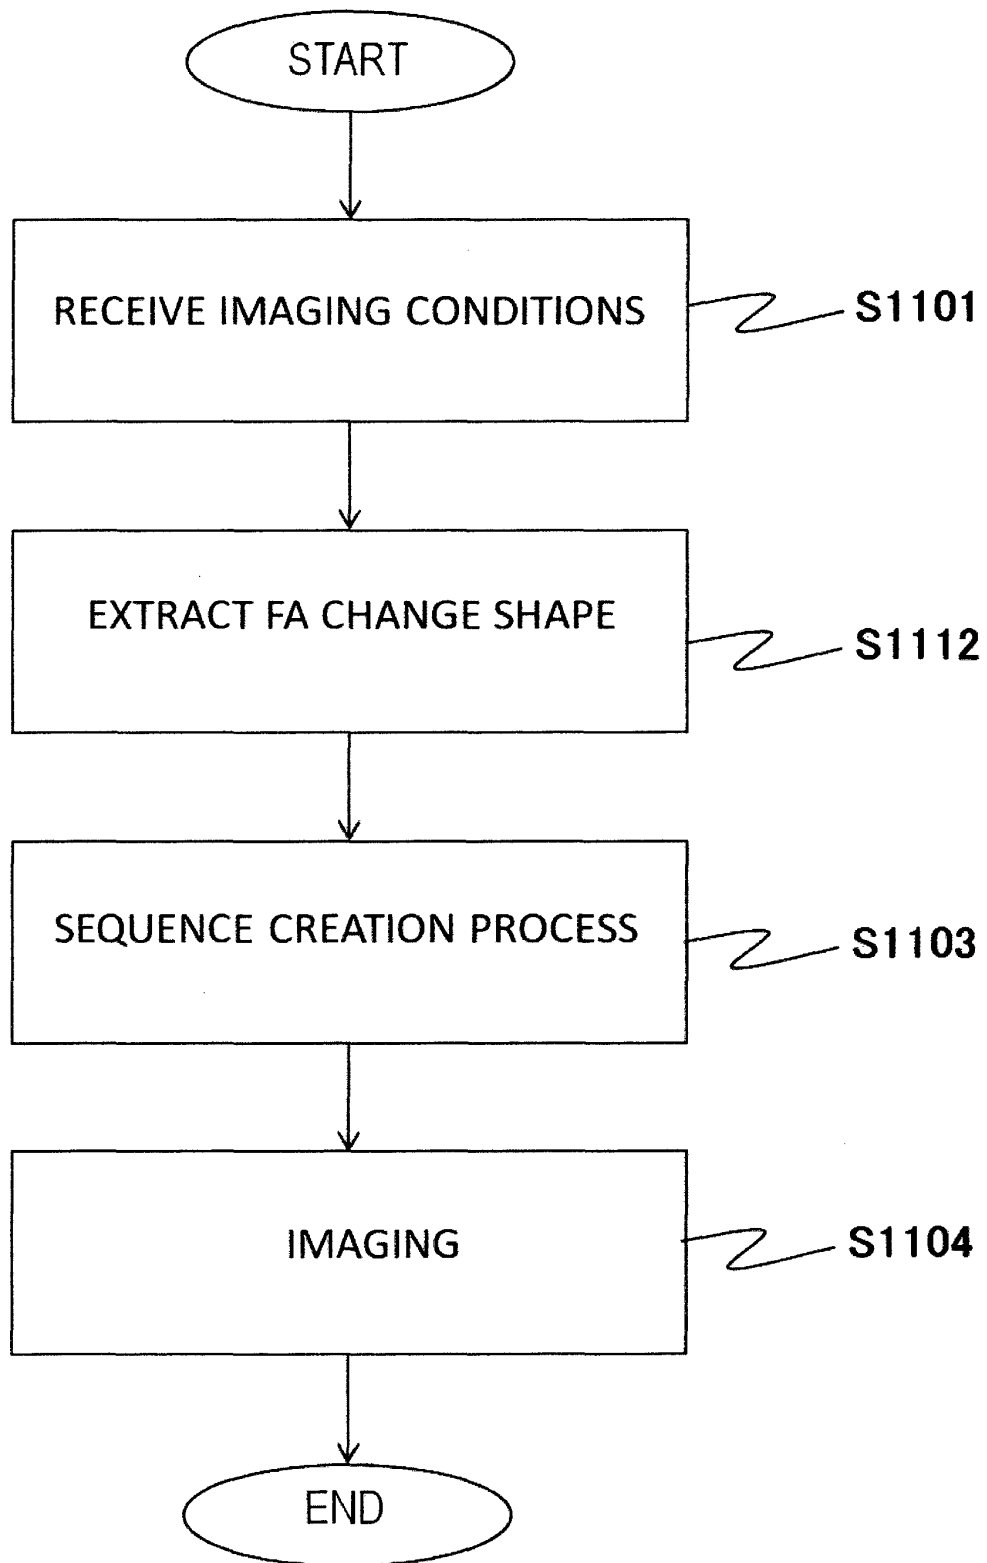 START
RECEIVE IMAGING CONDITIONS
S1101
EXTRACT FA CHANGE SHAPE
S1112
SEQUENCE CREATION PROCESS
S1103
IMAGING
S1104
END